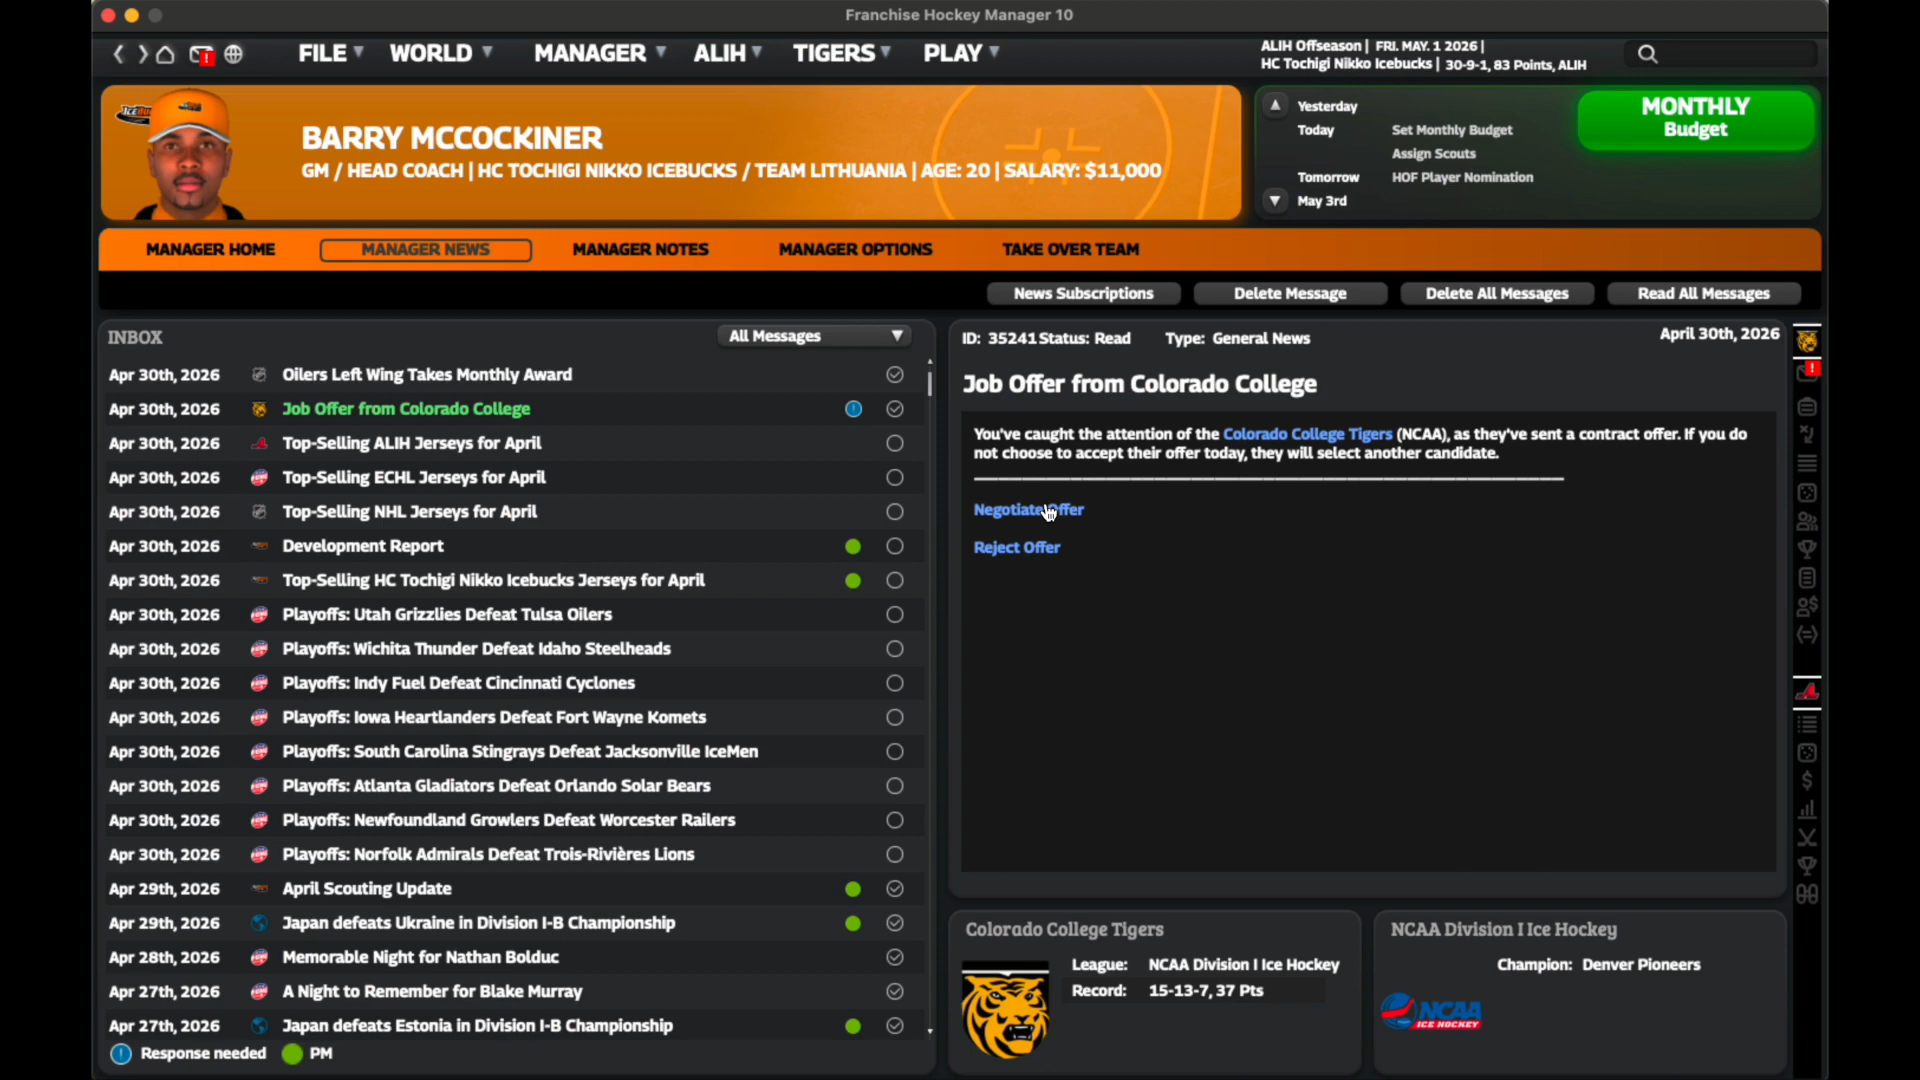 Franchise Hockey Manager 10
FILE WORLD MANAGER ALIH TIGERS PLAY
ALIH Offseason | FRI. MAY. 1 2026 |
HC Tochigi Nikko Icebucks | 30-9-1, 83 Points, ALIH
BARRY MCCOCKINER
GM / HEAD COACH | HC TOCHIGI NIKKO ICEBUCKS / TEAM LITHUANIA | AGE: 20 | SALARY: $11,000
Yesterday
Today Set Monthly Budget
Assign Scouts
Tomorrow HOF Player Nomination
May 3rd
MONTHLY
Budget
MANAGER HOME MANAGER NEWS MANAGER NOTES MANAGER OPTIONS TAKE OVER TEAM
News Subscriptions Delete Message Delete All Messages Read All Messages
INBOX All Messages
Apr 30th, 2026 Oilers Left Wing Takes Monthly Award
Apr 30th, 2026 Job Offer from Colorado College
Apr 30th, 2026 Top-Selling ALIH Jerseys for April
Apr 30th, 2026 Top-Selling ECHL Jerseys for April
Apr 30th, 2026 Top-Selling NHL Jerseys for April
Apr 30th, 2026 Development Report
Apr 30th, 2026 Top-Selling HC Tochigi Nikko Icebucks Jerseys for April
Apr 30th, 2026 Playoffs: Utah Grizzlies Defeat Tulsa Oilers
Apr 30th, 2026 Playoffs: Wichita Thunder Defeat Idaho Steelheads
Apr 30th, 2026 Playoffs: Indy Fuel Defeat Cincinnati Cyclones
Apr 30th, 2026 Playoffs: Iowa Heartlanders Defeat Fort Wayne Komets
Apr 30th, 2026 Playoffs: South Carolina Stingrays Defeat Jacksonville IceMen
Apr 30th, 2026 Playoffs: Atlanta Gladiators Defeat Orlando Solar Bears
Apr 30th, 2026 Playoffs: Newfoundland Growlers Defeat Worcester Railers
Apr 30th, 2026 Playoffs: Norfolk Admirals Defeat Trois-Rivières Lions
Apr 29th, 2026 April Scouting Update
Apr 29th, 2026 Japan defeats Ukraine in Division I-B Championship
Apr 28th, 2026 Memorable Night for Nathan Bolduc
Apr 27th, 2026 A Night to Remember for Blake Murray
Apr 27th, 2026 Japan defeats Estonia in Division I-B Championship
Response needed PM
ID: 35241 Status: Read Type: General News April 30th, 2026
Job Offer from Colorado College
You've caught the attention of the Colorado College Tigers (NCAA), as they've sent a contract offer. If you do
not choose to accept their offer today, they will select another candidate.
Negotiate Offer
Reject Offer
Colorado College Tigers
League: NCAA Division I Ice Hockey
Record: 15-13-7, 37 Pts
NCAA Division I Ice Hockey
Champion: Denver Pioneers
NCAA
ICE HOCKEY